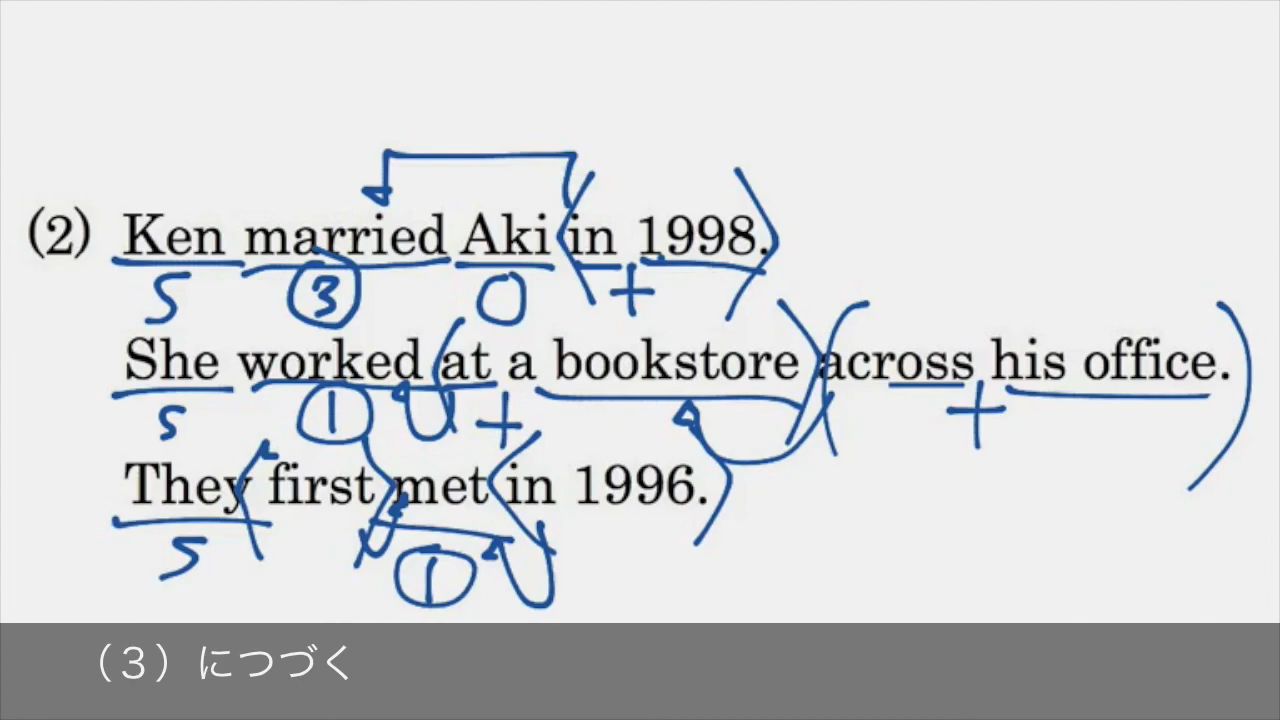 (2) Ken married Aki in 1998.
S ③ O +
She worked at a bookstore across his office.
S ① + +
They first met in 1996.
S ①
（３）につづく